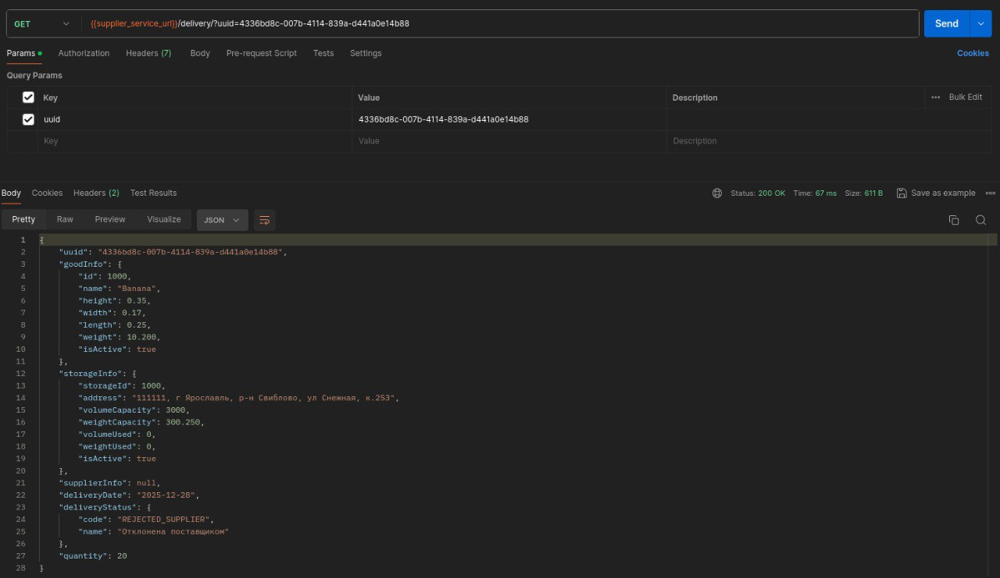 GET {{supplier_service_url}}/delivery/?uuid=4336bd8c-007b-4114-839a-d441a0e14b88 Send
Params Authorization Headers (7) Body Pre-request Script Tests Settings Cookies
Query Params
Key Value Description ••• Bulk Edit
uuid 4336bd8c-007b-4114-839a-d441a0e14b88
Key Value Description
Body Cookies Headers (2) Test Results Status: 200 OK Time: 67 ms Size: 611 B Save as example •••
Pretty Raw Preview Visualize JSON
1 {
2 "uuid": "4336bd8c-007b-4114-839a-d441a0e14b88",
3 "goodInfo": {
4 "id": 1000,
5 "name": "Banana",
6 "height": 0.35,
7 "width": 0.17,
8 "length": 0.25,
9 "weight": 10.200,
10 "isActive": true
11 },
12 "storageInfo": {
13 "storageId": 1000,
14 "address": "111111, г Ярославль, р-н Свиблово, ул Снежная, к.253",
15 "volumeCapacity": 3000,
16 "weightCapacity": 300.250,
17 "volumeUsed": 0,
18 "weightUsed": 0,
19 "isActive": true
20 },
21 "supplierInfo": null,
22 "deliveryDate": "2025-12-28",
23 "deliveryStatus": {
24 "code": "REJECTED_SUPPLIER",
25 "name": "Отклонена поставщиком"
26 },
27 "quantity": 20
28 }